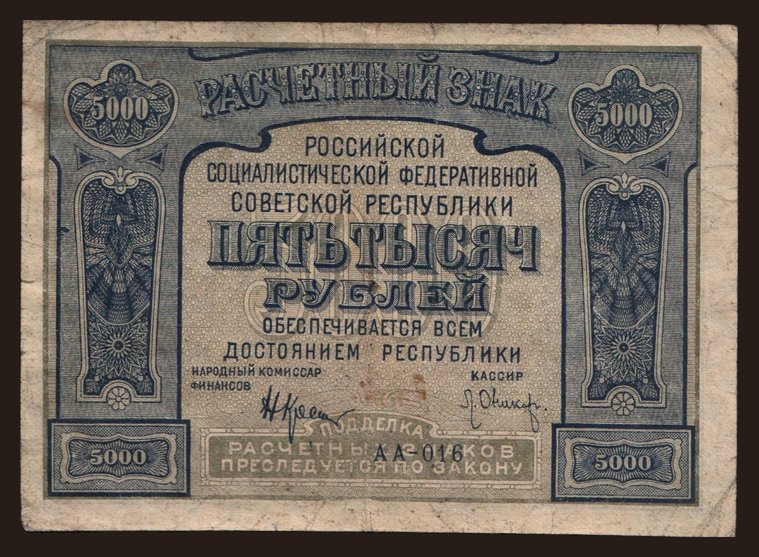 РАСЧЕТНЫЙ ЗНАК
5000 5000
РОССИЙСКОЙ
СОЦИАЛИСТИЧЕСКОЙ ФЕДЕРАТИВНОЙ
СОВЕТСКОЙ РЕСПУБЛИКИ
ПЯТЬ ТЫСЯЧ
РУБЛЕЙ
ОБЕСПЕЧИВАЕТСЯ ВСЕМ
ДОСТОЯНИЕМ РЕСПУБЛИКИ
НАРОДНЫЙ КОМИССАР
ФИНАНСОВ
КАССИР
ПОДДЕЛКА
РАСЧЕТНЫХ ЗНАКОВ
ПРЕСЛЕДУЕТСЯ ПО ЗАКОНУ
АА-016
5000 5000